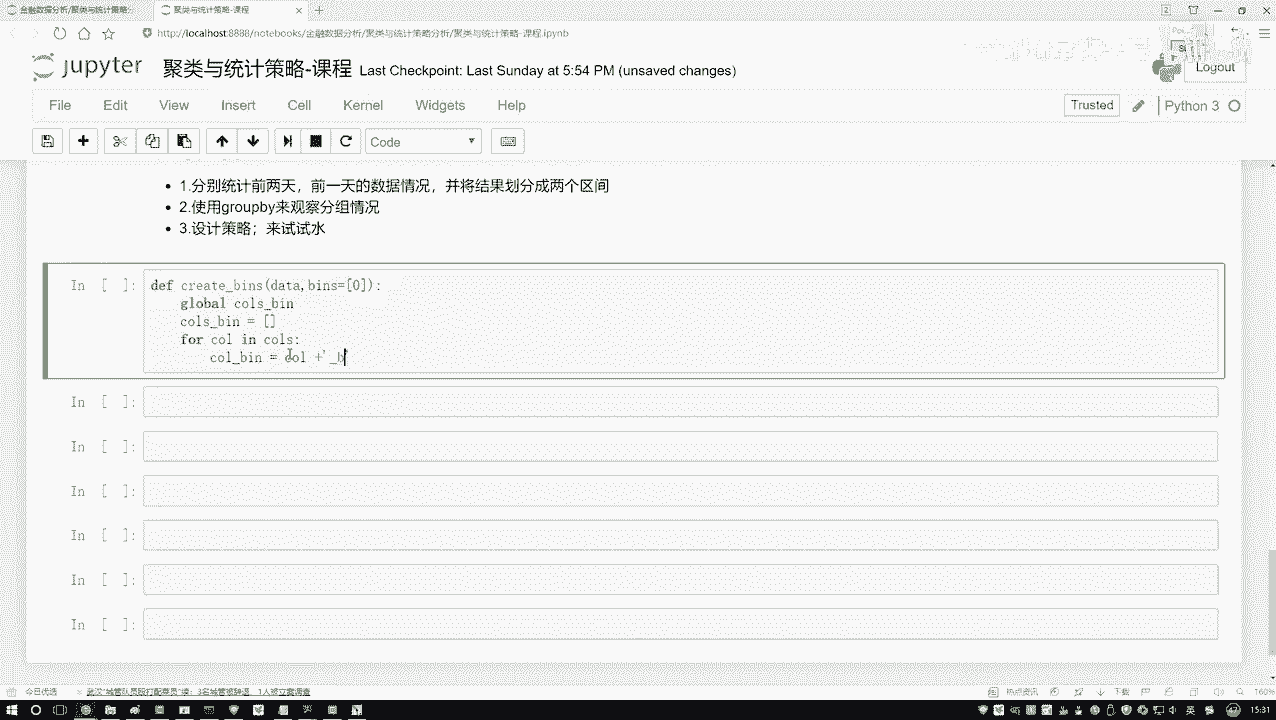 金融数据分析/聚类与统计策略
聚类与统计策略-课程
http://localhost:8888/notebooks/金融数据分析/聚类与统计策略分析/聚类与统计策略-课程.ipynb
jupyter 聚类与统计策略-课程 Last Checkpoint: Last Sunday at 5:54 PM (unsaved changes)
Logout
File Edit View Insert Cell Kernel Widgets Help
Trusted Python 3
Code
1.分别统计前两天，前一天的数据情况，并将结果划分成两个区间
2.使用groupby来观察分组情况
3.设计策略；来试试水
In [ ]: def create_bins(data,bins=[0]):
global cols_bin
cols_bin = []
for col in cols:
col_bin = col +'_b
In [ ]:
In [ ]:
In [ ]:
In [ ]:
In [ ]:
In [ ]:
今日优选
热点资讯 下载 160%
15:31